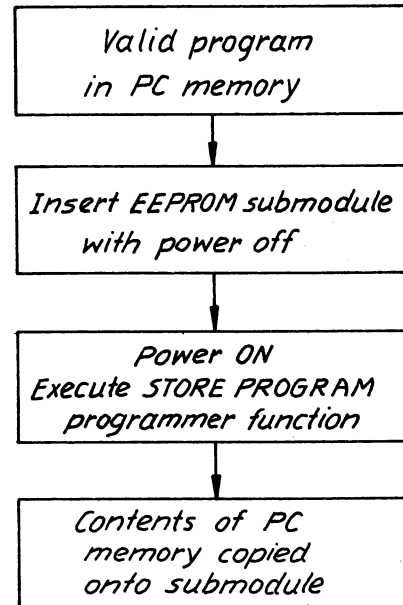 Valid program
in PC memory
Insert EEPROM submodule
with power off
Power ON
Execute STORE PROGRAM
programmer function
Contents of PC
memory copied
onto submodule